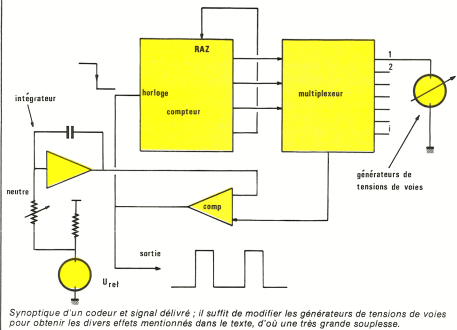 RAZ
1
2
horloge
compteur
multiplexeur
i
intégrateur
générateurs de
tensions de voies
neutre
comp
sortie
U ref
Synoptique d'un codeur et signal délivré ; il suffit de modifier les générateurs de tensions de voies
pour obtenir les divers effets mentionnés dans le texte, d'où une très grande souplesse.